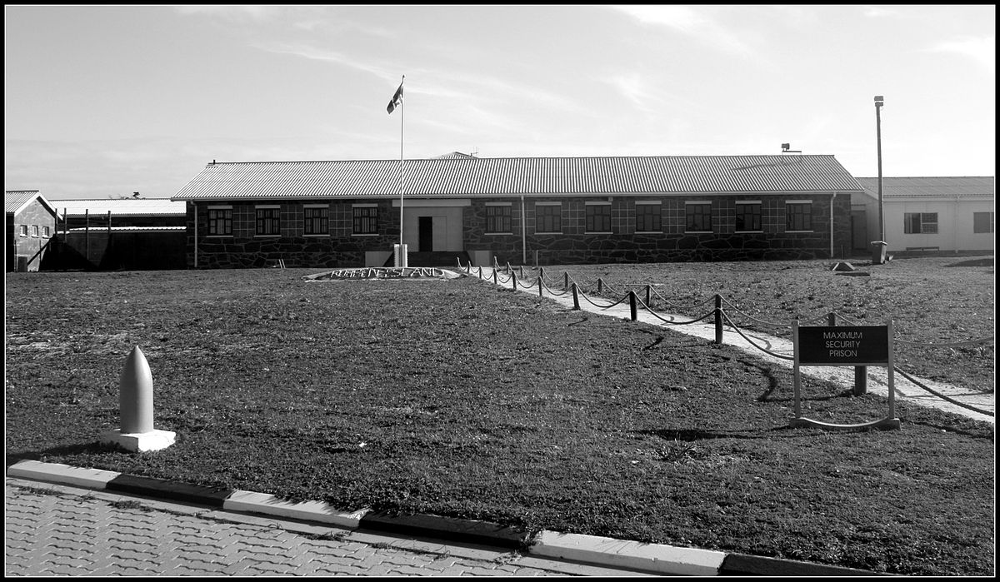 ROBBEN ISLAND
MAXIMUM
SECURITY
PRISON